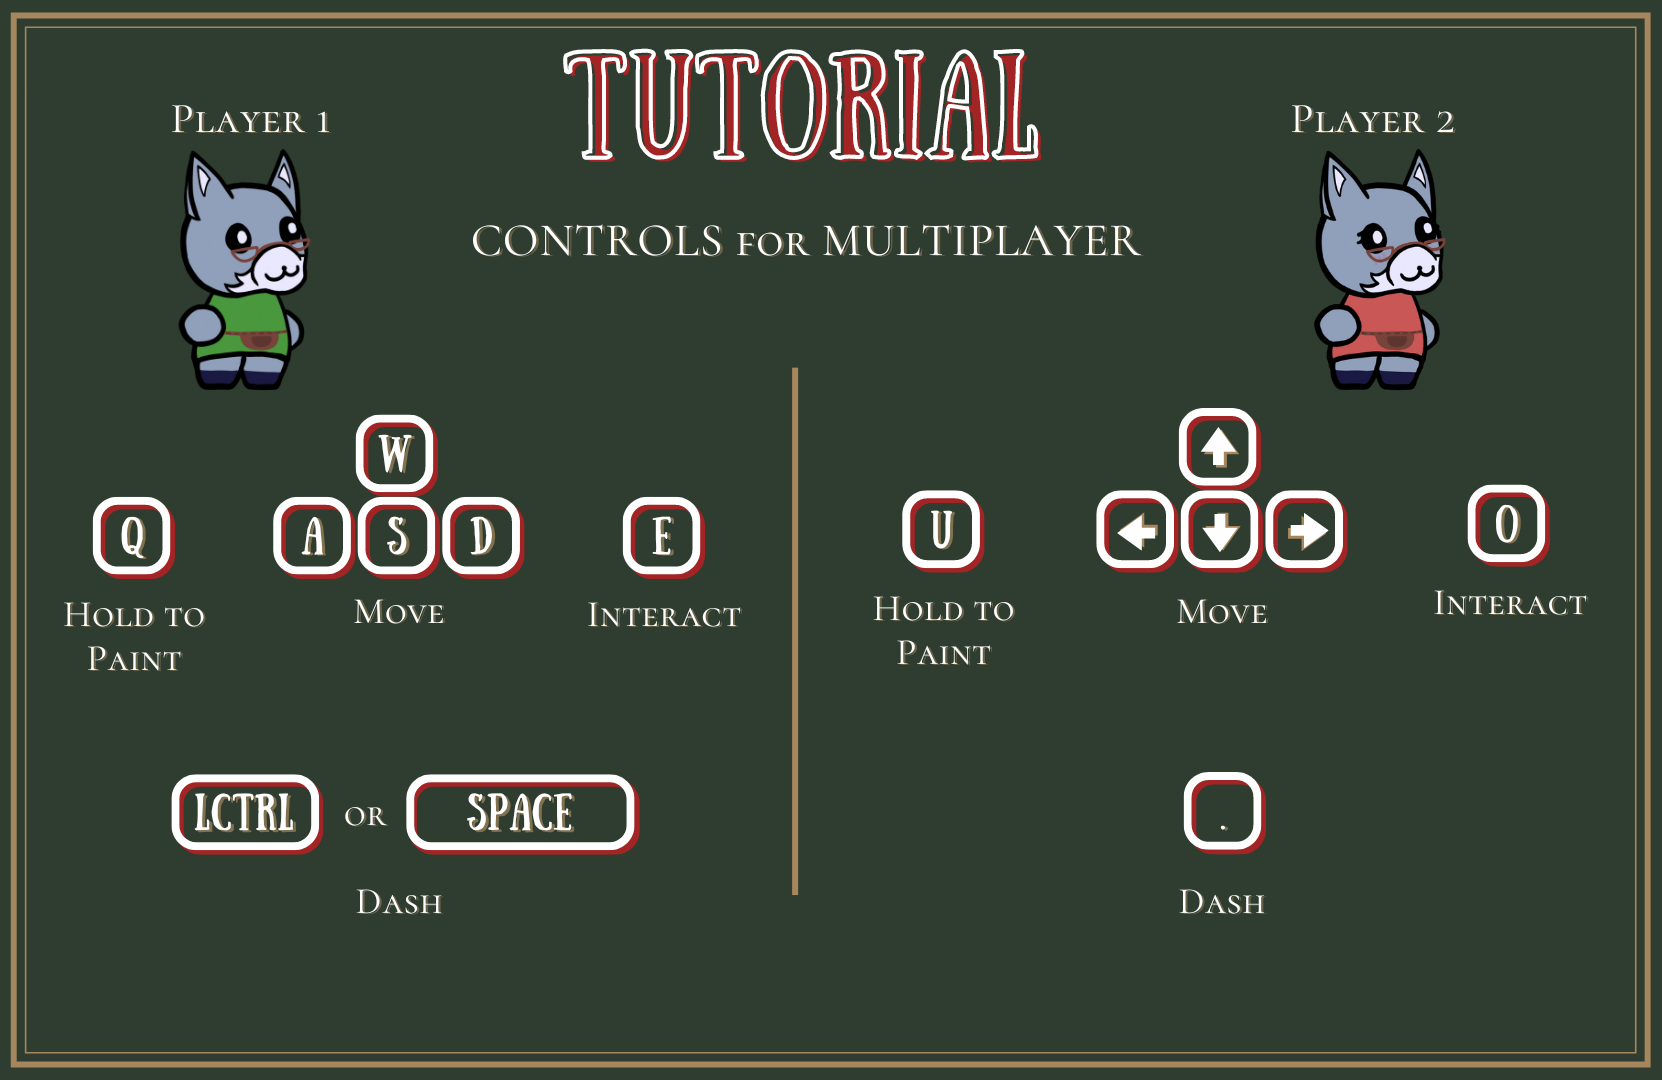 TUTORIAL
Player 1
Player 2
CONTROLS for MULTIPLAYER
W
Q
A S D
E
Hold to
Paint
Move
Interact
LCTRL or SPACE
Dash
U
O
Hold to
Paint
Move
Interact
.
Dash